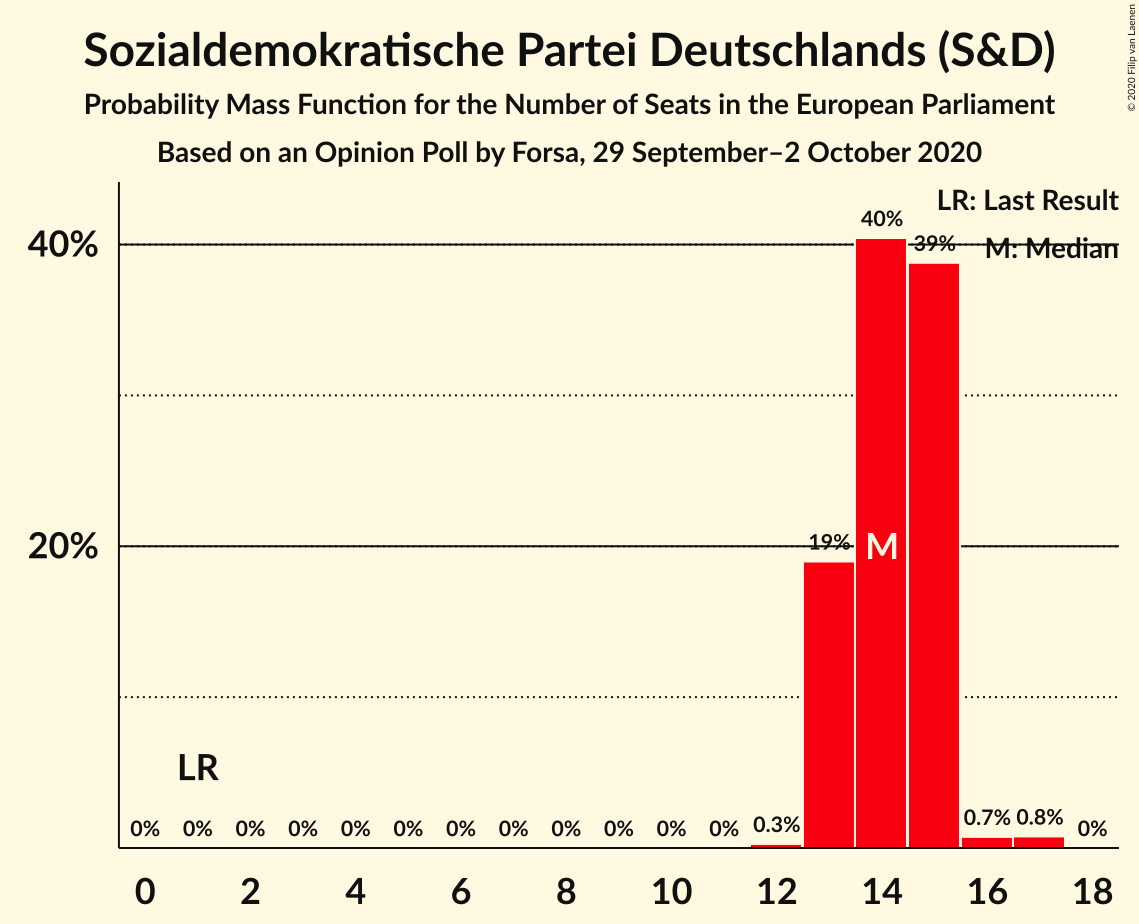 Sozialdemokratische Partei Deutschlands (S&D)
Probability Mass Function for the Number of Seats in the European Parliament
Based on an Opinion Poll by Forsa, 29 September–2 October 2020
© 2020 Filip van Laenen
LR: Last Result
M: Median
40%
20%
40%
39%
19%
M
LR
0% 0% 0% 0% 0% 0% 0% 0% 0% 0% 0% 0% 0.3% 0.7% 0.8% 0%
0 2 4 6 8 10 12 14 16 18